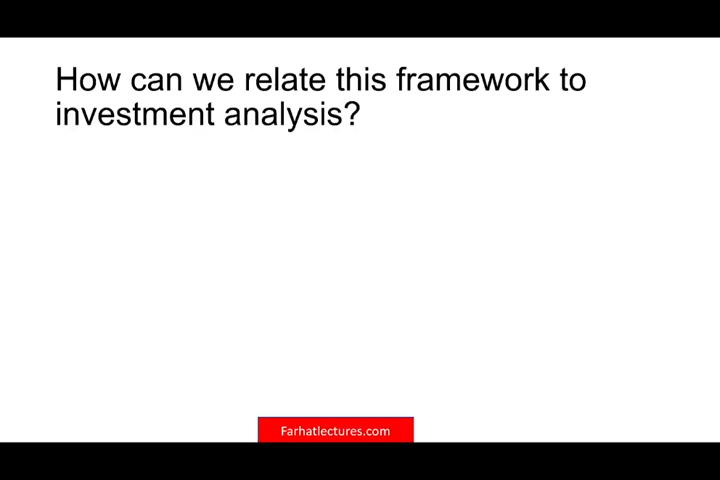 How can we relate this framework to
investment analysis?
Farhatlectures.com